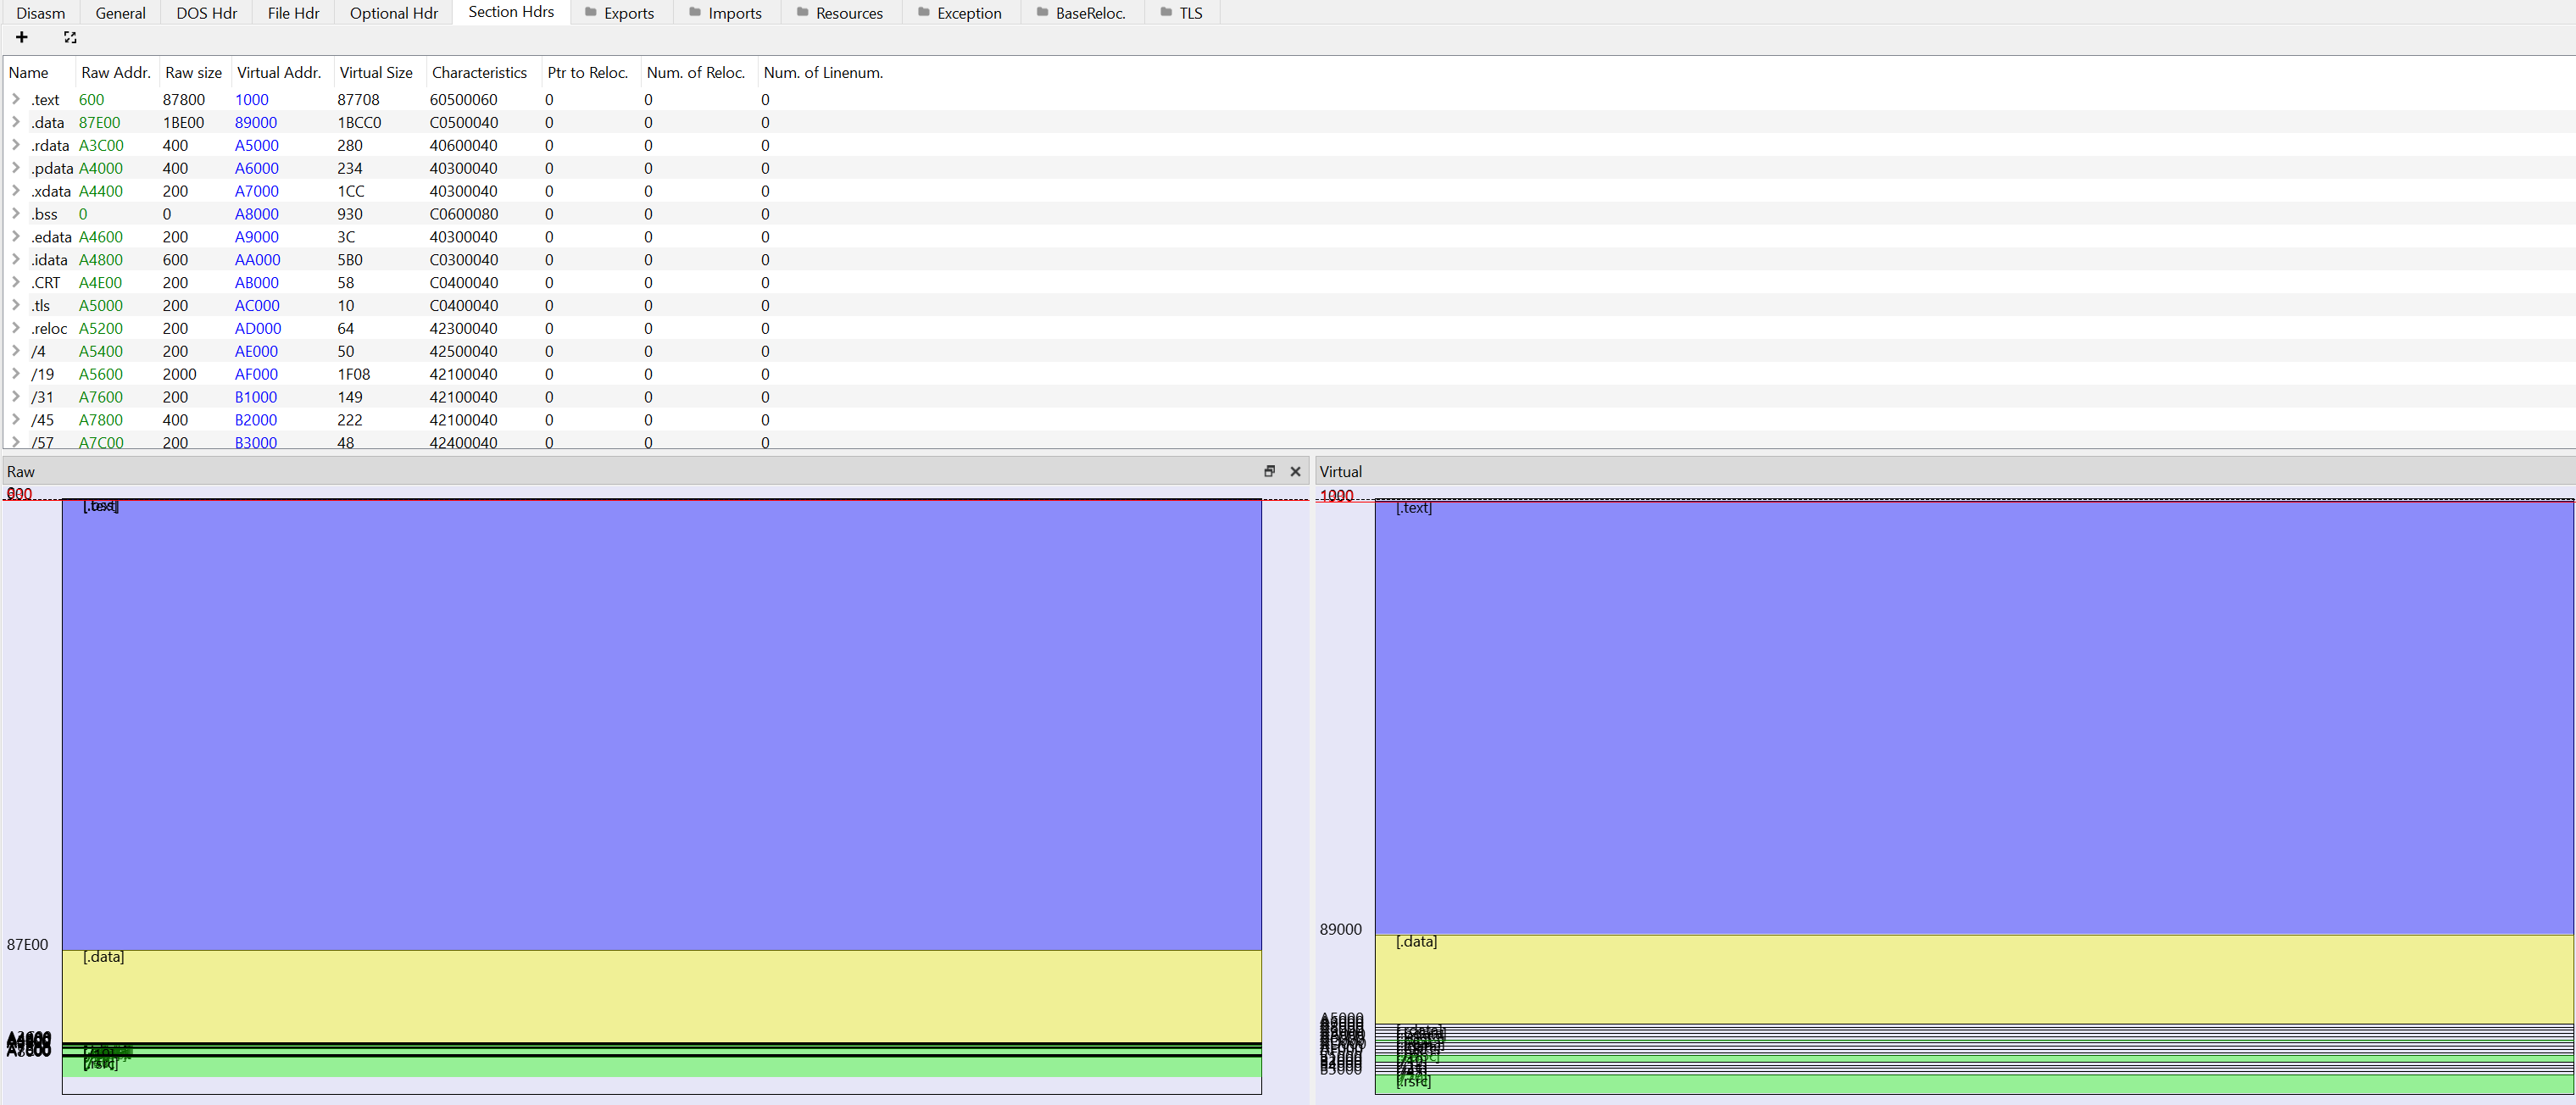 Disasm General DOS Hdr File Hdr Optional Hdr Section Hdrs Exports Imports Resources Exception BaseReloc. TLS
Name Raw Addr. Raw size Virtual Addr. Virtual Size Characteristics Ptr to Reloc. Num. of Reloc. Num. of Linenum.
.text 600 87800 1000 87708 60500060 0 0 0
.data 87E00 1BE00 89000 1BCC0 C0500040 0 0 0
.rdata A3C00 400 A5000 280 40600040 0 0 0
.pdata A4000 400 A6000 234 40300040 0 0 0
.xdata A4400 200 A7000 1CC 40300040 0 0 0
.bss 0 0 A8000 930 C0600080 0 0 0
.edata A4600 200 A9000 3C 40300040 0 0 0
.idata A4800 600 AA000 5B0 C0300040 0 0 0
.CRT A4E00 200 AB000 58 C0400040 0 0 0
.tls A5000 200 AC000 10 C0400040 0 0 0
.reloc A5200 200 AD000 64 42300040 0 0 0
/4 A5400 200 AE000 50 42500040 0 0 0
/19 A5600 2000 AF000 1F08 42100040 0 0 0
/31 A7600 200 B1000 149 42100040 0 0 0
/45 A7800 400 B2000 222 42100040 0 0 0
/57 A7C00 200 B3000 48 42400040 0 0 0
Raw Virtual
[.text]
89000
87E00 [.data]
[.data]
A5000
B5000
[.rsrc]